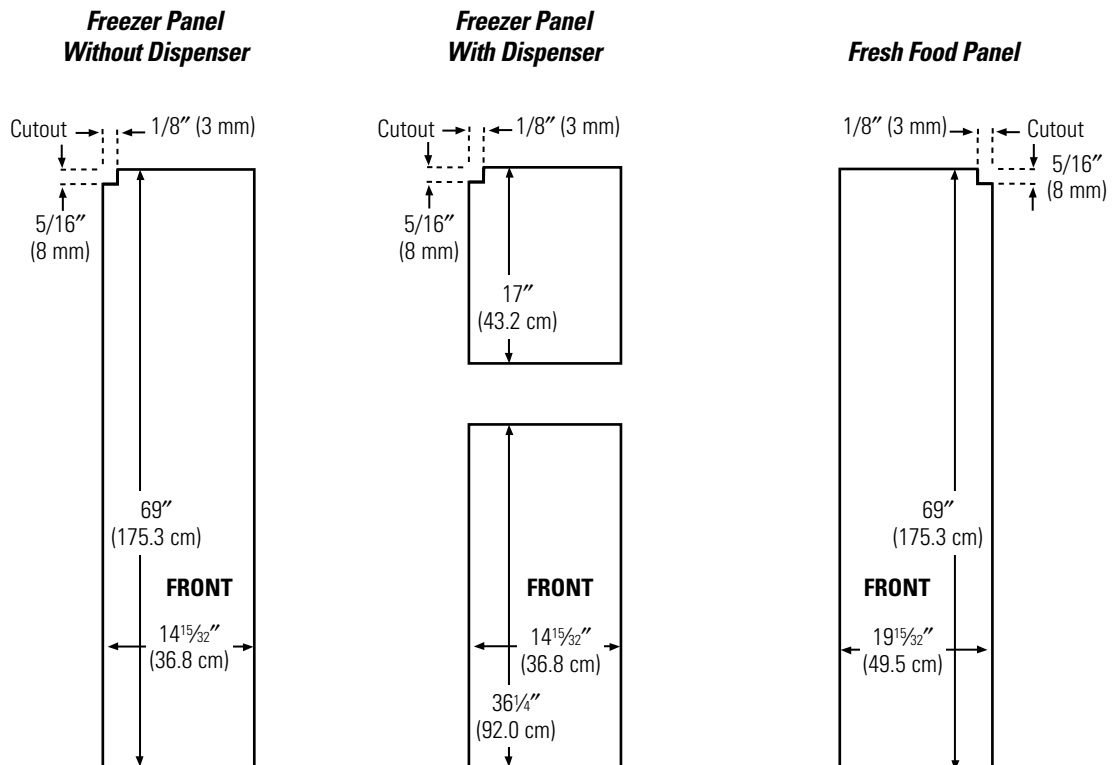 Freezer Panel
Without Dispenser
Cutout
1/8″ (3 mm)
5/16″
(8 mm)
69″
(175.3 cm)
FRONT
14 15/32″
(36.8 cm)
Freezer Panel
With Dispenser
Cutout
1/8″ (3 mm)
5/16″
(8 mm)
17″
(43.2 cm)
FRONT
14 15/32″
(36.8 cm)
36 1/4″
(92.0 cm)
Fresh Food Panel
1/8″ (3 mm)
Cutout
5/16″
(8 mm)
69″
(175.3 cm)
FRONT
19 15/32″
(49.5 cm)